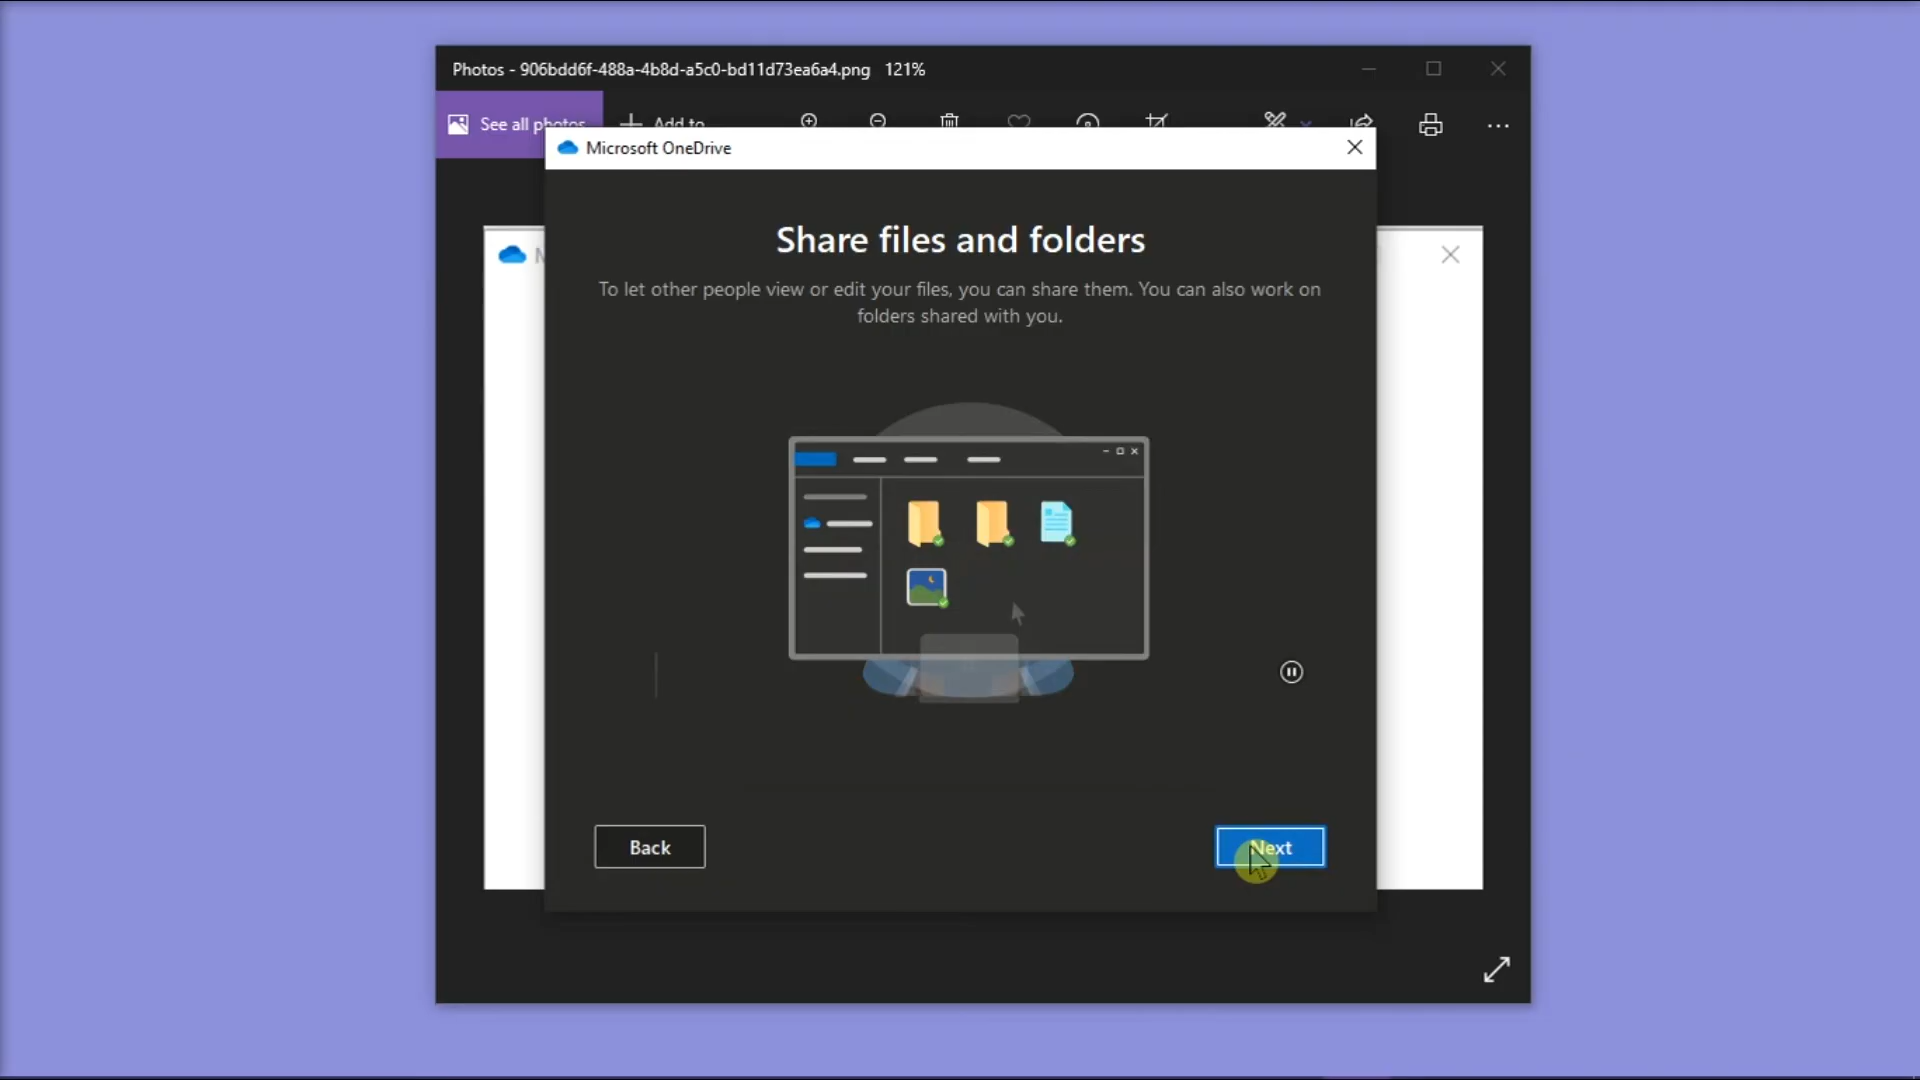 Photos - 906bdd6f-488a-4b8d-a5c0-bd11d73ea6a4.png 121%
See all photos
Add to
Microsoft OneDrive
Share files and folders
To let other people view or edit your files, you can share them. You can also work on
folders shared with you.
Back
Next